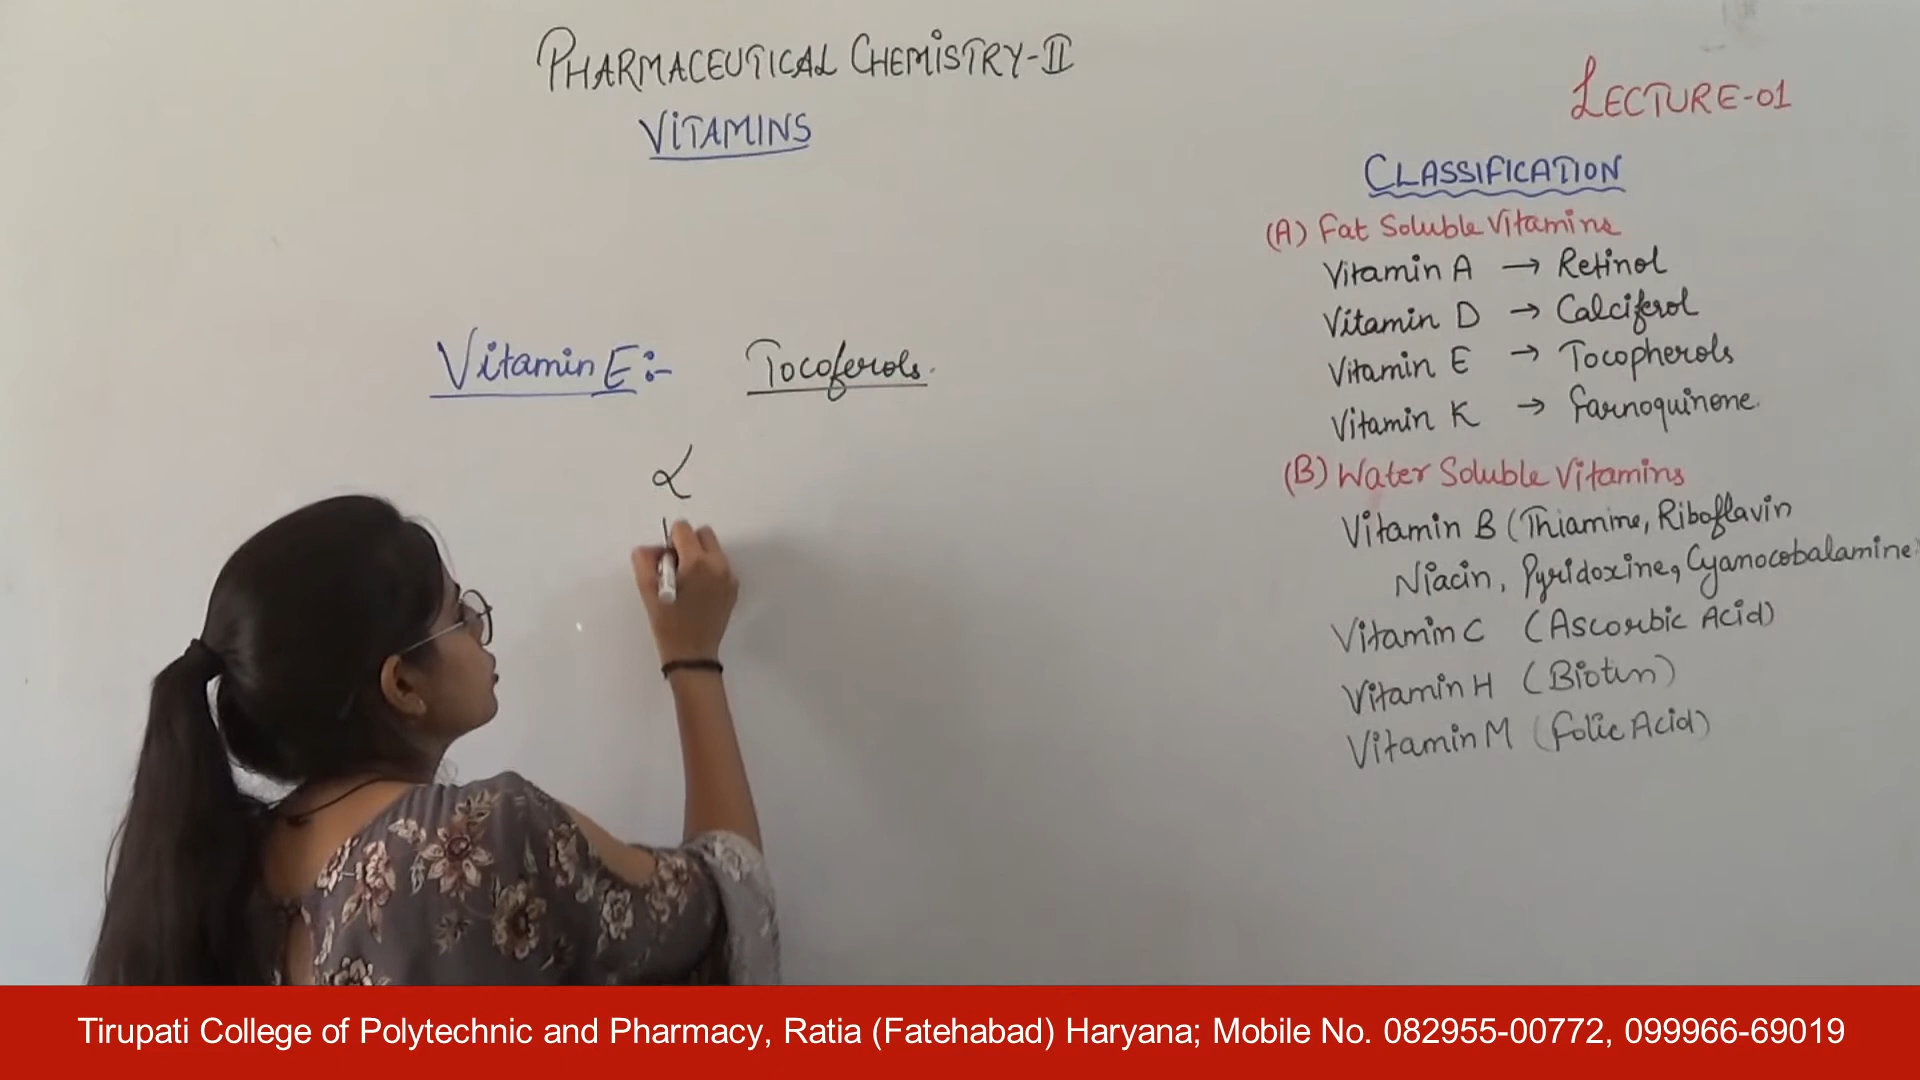 PHARMACEUTICAL CHEMISTRY-II
VITAMINS
LECTURE-01
CLASSIFICATION
(A) Fat Soluble Vitamins
Vitamin A → Retinol
Vitamin D → Calciferol
Vitamin E → Tocopherols
Vitamin K → Farnoquinone.
(B) Water Soluble Vitamins
Vitamin B (Thiamine, Riboflavin
Niacin, Pyridoxine, Cyanocobalamine)
Vitamin C (Ascorbic Acid)
Vitamin H (Biotin)
Vitamin M (Folic Acid)
Vitamin E:- Tocoferols.
α
Tirupati College of Polytechnic and Pharmacy, Ratia (Fatehabad) Haryana; Mobile No. 082955-00772, 099966-69019